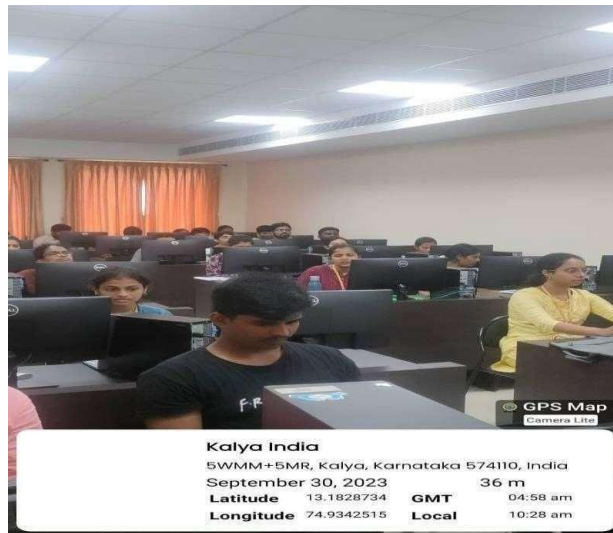 F.R
GPS Map
Camera Lite
Kalya India
5WMM+5MR, Kalya, Karnataka 574110, India
September 30, 2023 36 m
Latitude 13.1828734 GMT 04:58 am
Longitude 74.9342515 Local 10:28 am